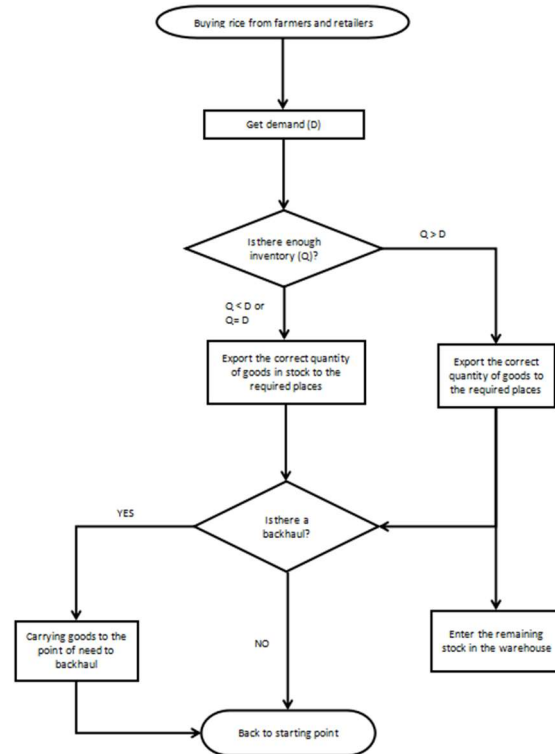 Buying rice from farmers and retailers
Get demand (D)
Is there enough
inventory (Q)?
Q > D
Q < D or
Q= D
Export the correct quantity
of goods in stock to the
required places
Export the correct
quantity of goods to
the required places
Is there a
backhaul?
YES
NO
Carrying goods to the
point of need to
backhaul
Enter the remaining
stock in the warehouse
Back to starting point